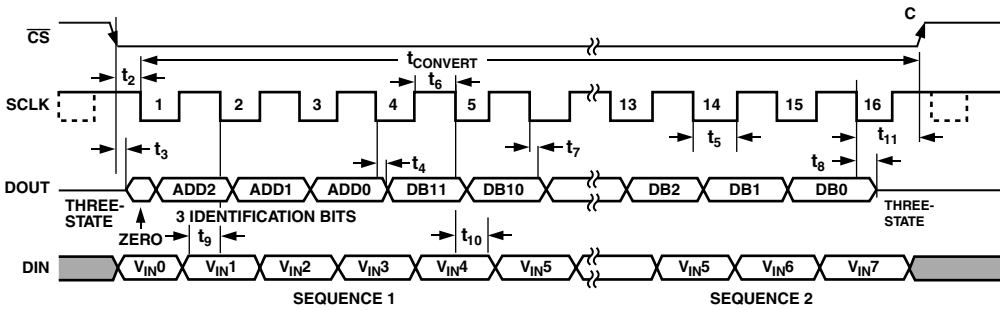 C
CS
tCONVERT
t2
t6
SCLK
1 2 3 4 5 13 14 15 16
t3
t4
t7
t5
t8
t11
DOUT
ADD2 ADD1 ADD0 DB11 DB10 DB2 DB1 DB0
THREE-
STATE
3 IDENTIFICATION BITS
THREE-
STATE
ZERO
t9
t10
DIN
VIN0 VIN1 VIN2 VIN3 VIN4 VIN5 VIN5 VIN6 VIN7
SEQUENCE 1 SEQUENCE 2